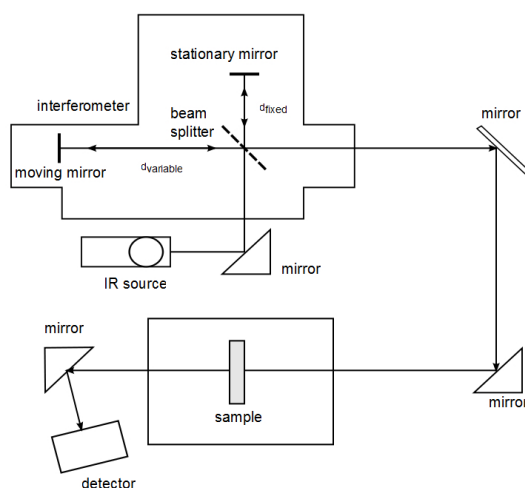 stationary mirror
interferometer
beam
splitter
dfixed
mirror
moving mirror
dvariable
IR source
mirror
mirror
sample
mirror
detector